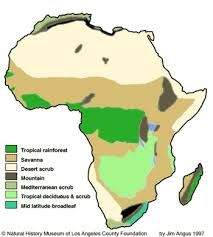 Tropical rainforest
Savanna
Desert scrub
Mountain
Mediterranean scrub
Tropical deciduous & scrub
Mid latitude broadleaf
© Natural History Museum of Los Angeles County Foundation by Jim Angus 1997